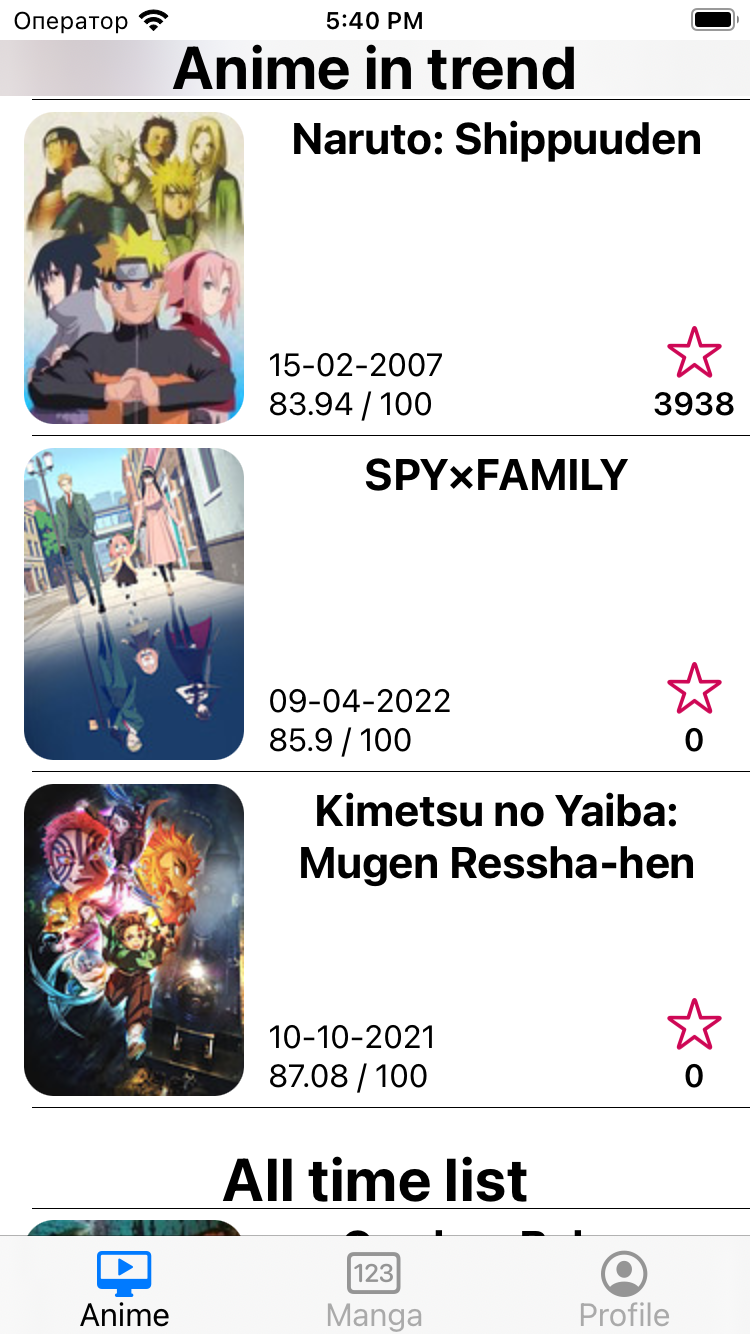 Оператор 5:40 PM
Anime in trend
Naruto: Shippuuden
15-02-2007
83.94 / 100
3938
SPY×FAMILY
09-04-2022
85.9 / 100
0
Kimetsu no Yaiba:
Mugen Ressha-hen
10-10-2021
87.08 / 100
0
All time list
123
Anime
Manga
Profile